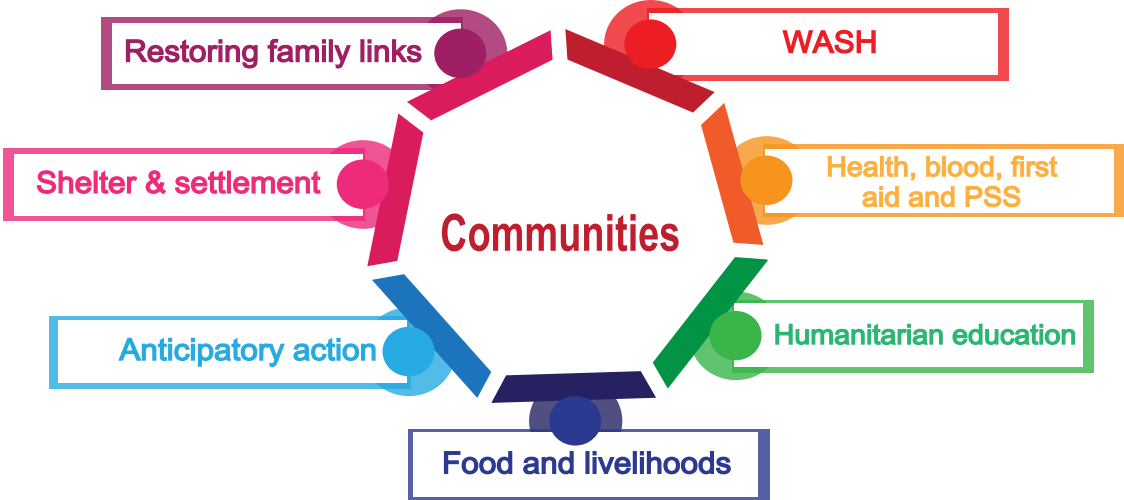 Restoring family links
WASH
Shelter & settlement
Health, blood, first
aid and PSS
Communities
Anticipatory action
Humanitarian education
Food and livelihoods